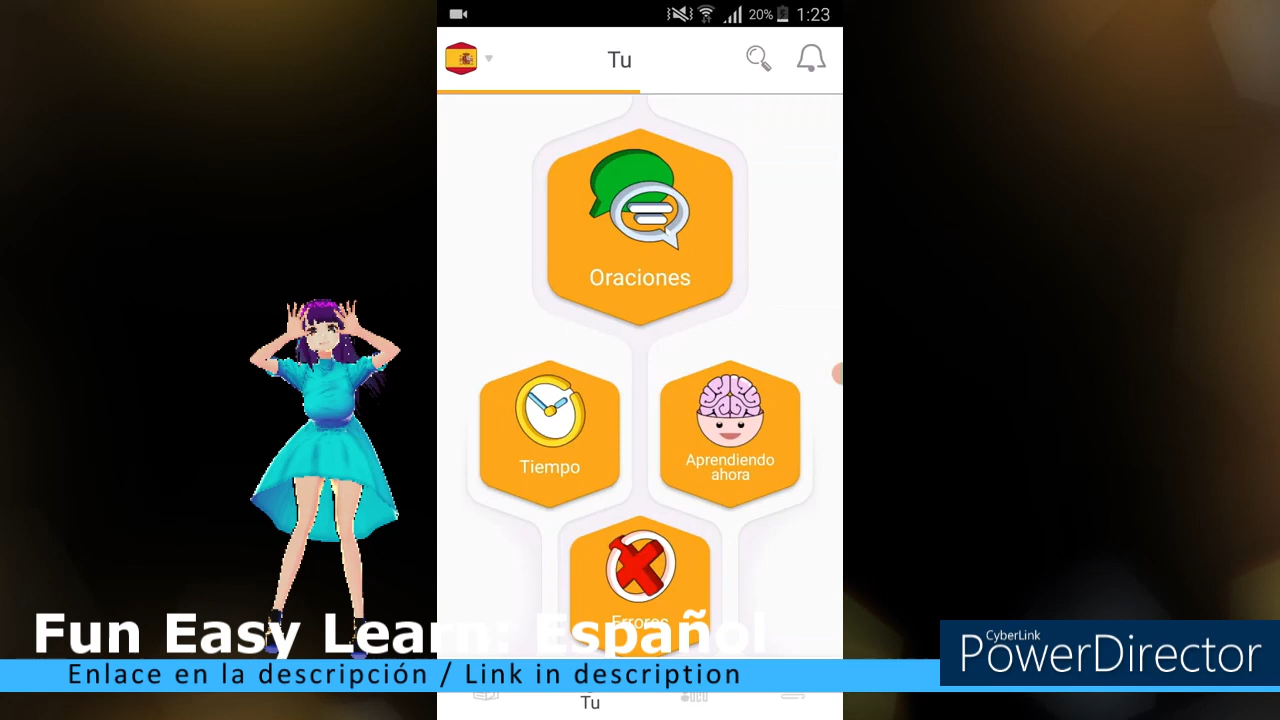 20% 1:23
Tu
Oraciones
Tiempo
Aprendiendo
ahora
Errores
Fun Easy Learn: Español
Enlace en la descripción / Link in description
CyberLink
PowerDirector
Tu